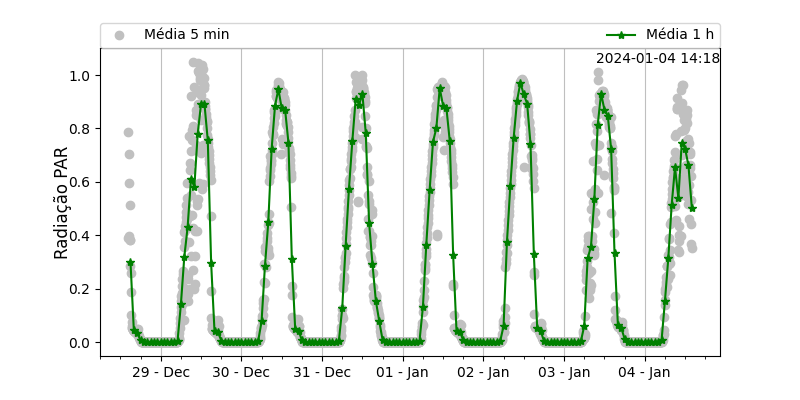 Média 5 min
Média 1 h
2024-01-04 14:18
Radiação PAR
1.0
0.8
0.6
0.4
0.2
0.0
29 - Dec
30 - Dec
31 - Dec
01 - Jan
02 - Jan
03 - Jan
04 - Jan